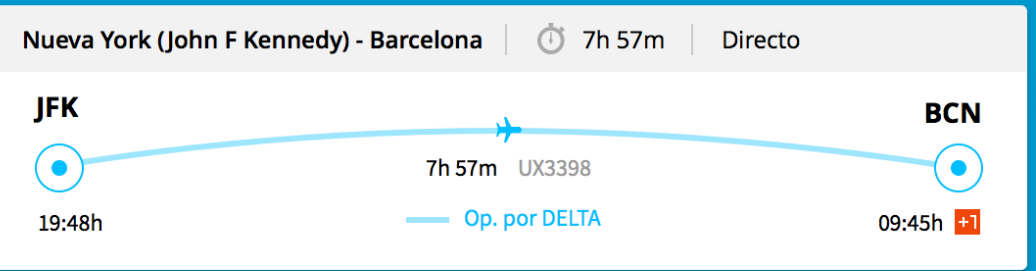 Nueva York (John F Kennedy) - Barcelona 7h 57m Directo
JFK BCN
7h 57m UX3398
19:48h Op. por DELTA 09:45h +1